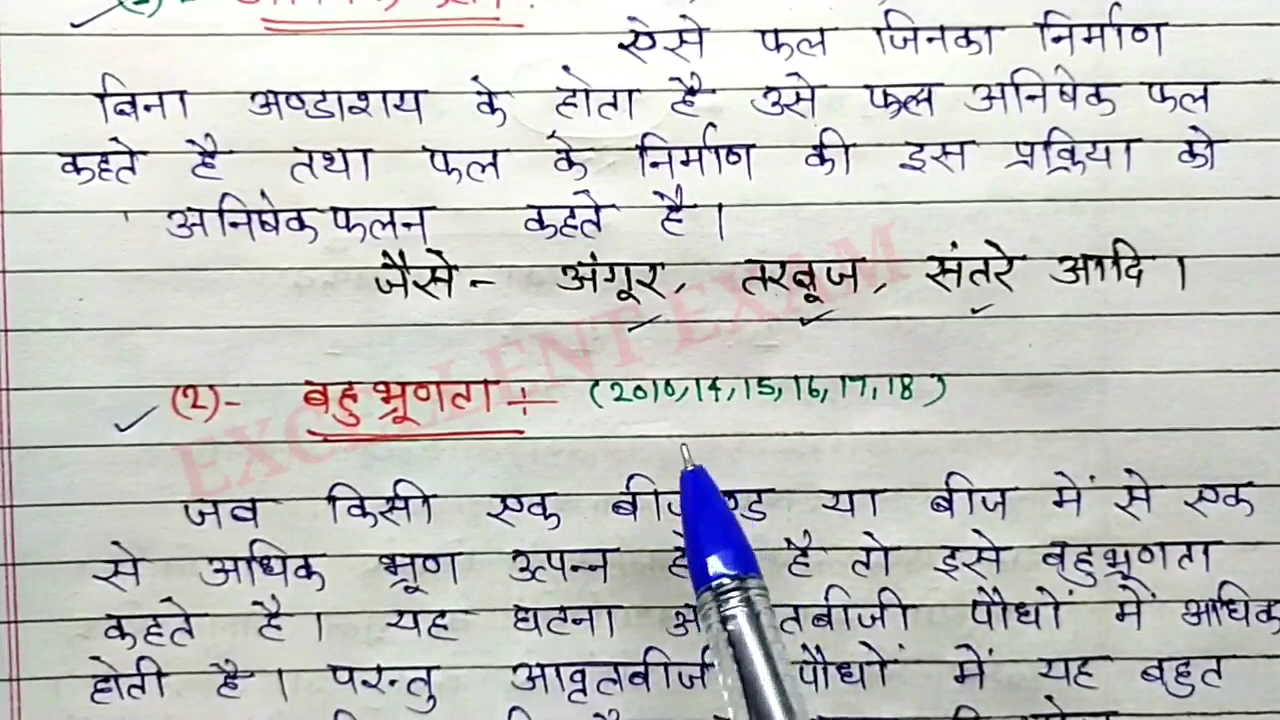 ऐसे फल जिनका निर्माण
बिना अण्डाशय के होता है उसे फल अनिषेक फल
कहते है तथा फल के निर्माण की इस प्रक्रिया को
अनिषेकफलन कहते है।
जैसे - अंगूर, तरबूज, संतरे आदि।
(2)- बहुभ्रूणता ÷ (2010,14,15,16,17,18)
जब किसी एक या बीज में से एक
से अधिक भ्रूण उत्पन्न है तो इसे बहुभ्रूणता
कहते है। यह घटना पौधों में अधिक
होती है। परन्तु पौधों में यह बहुत
EXCELLENT EXAM